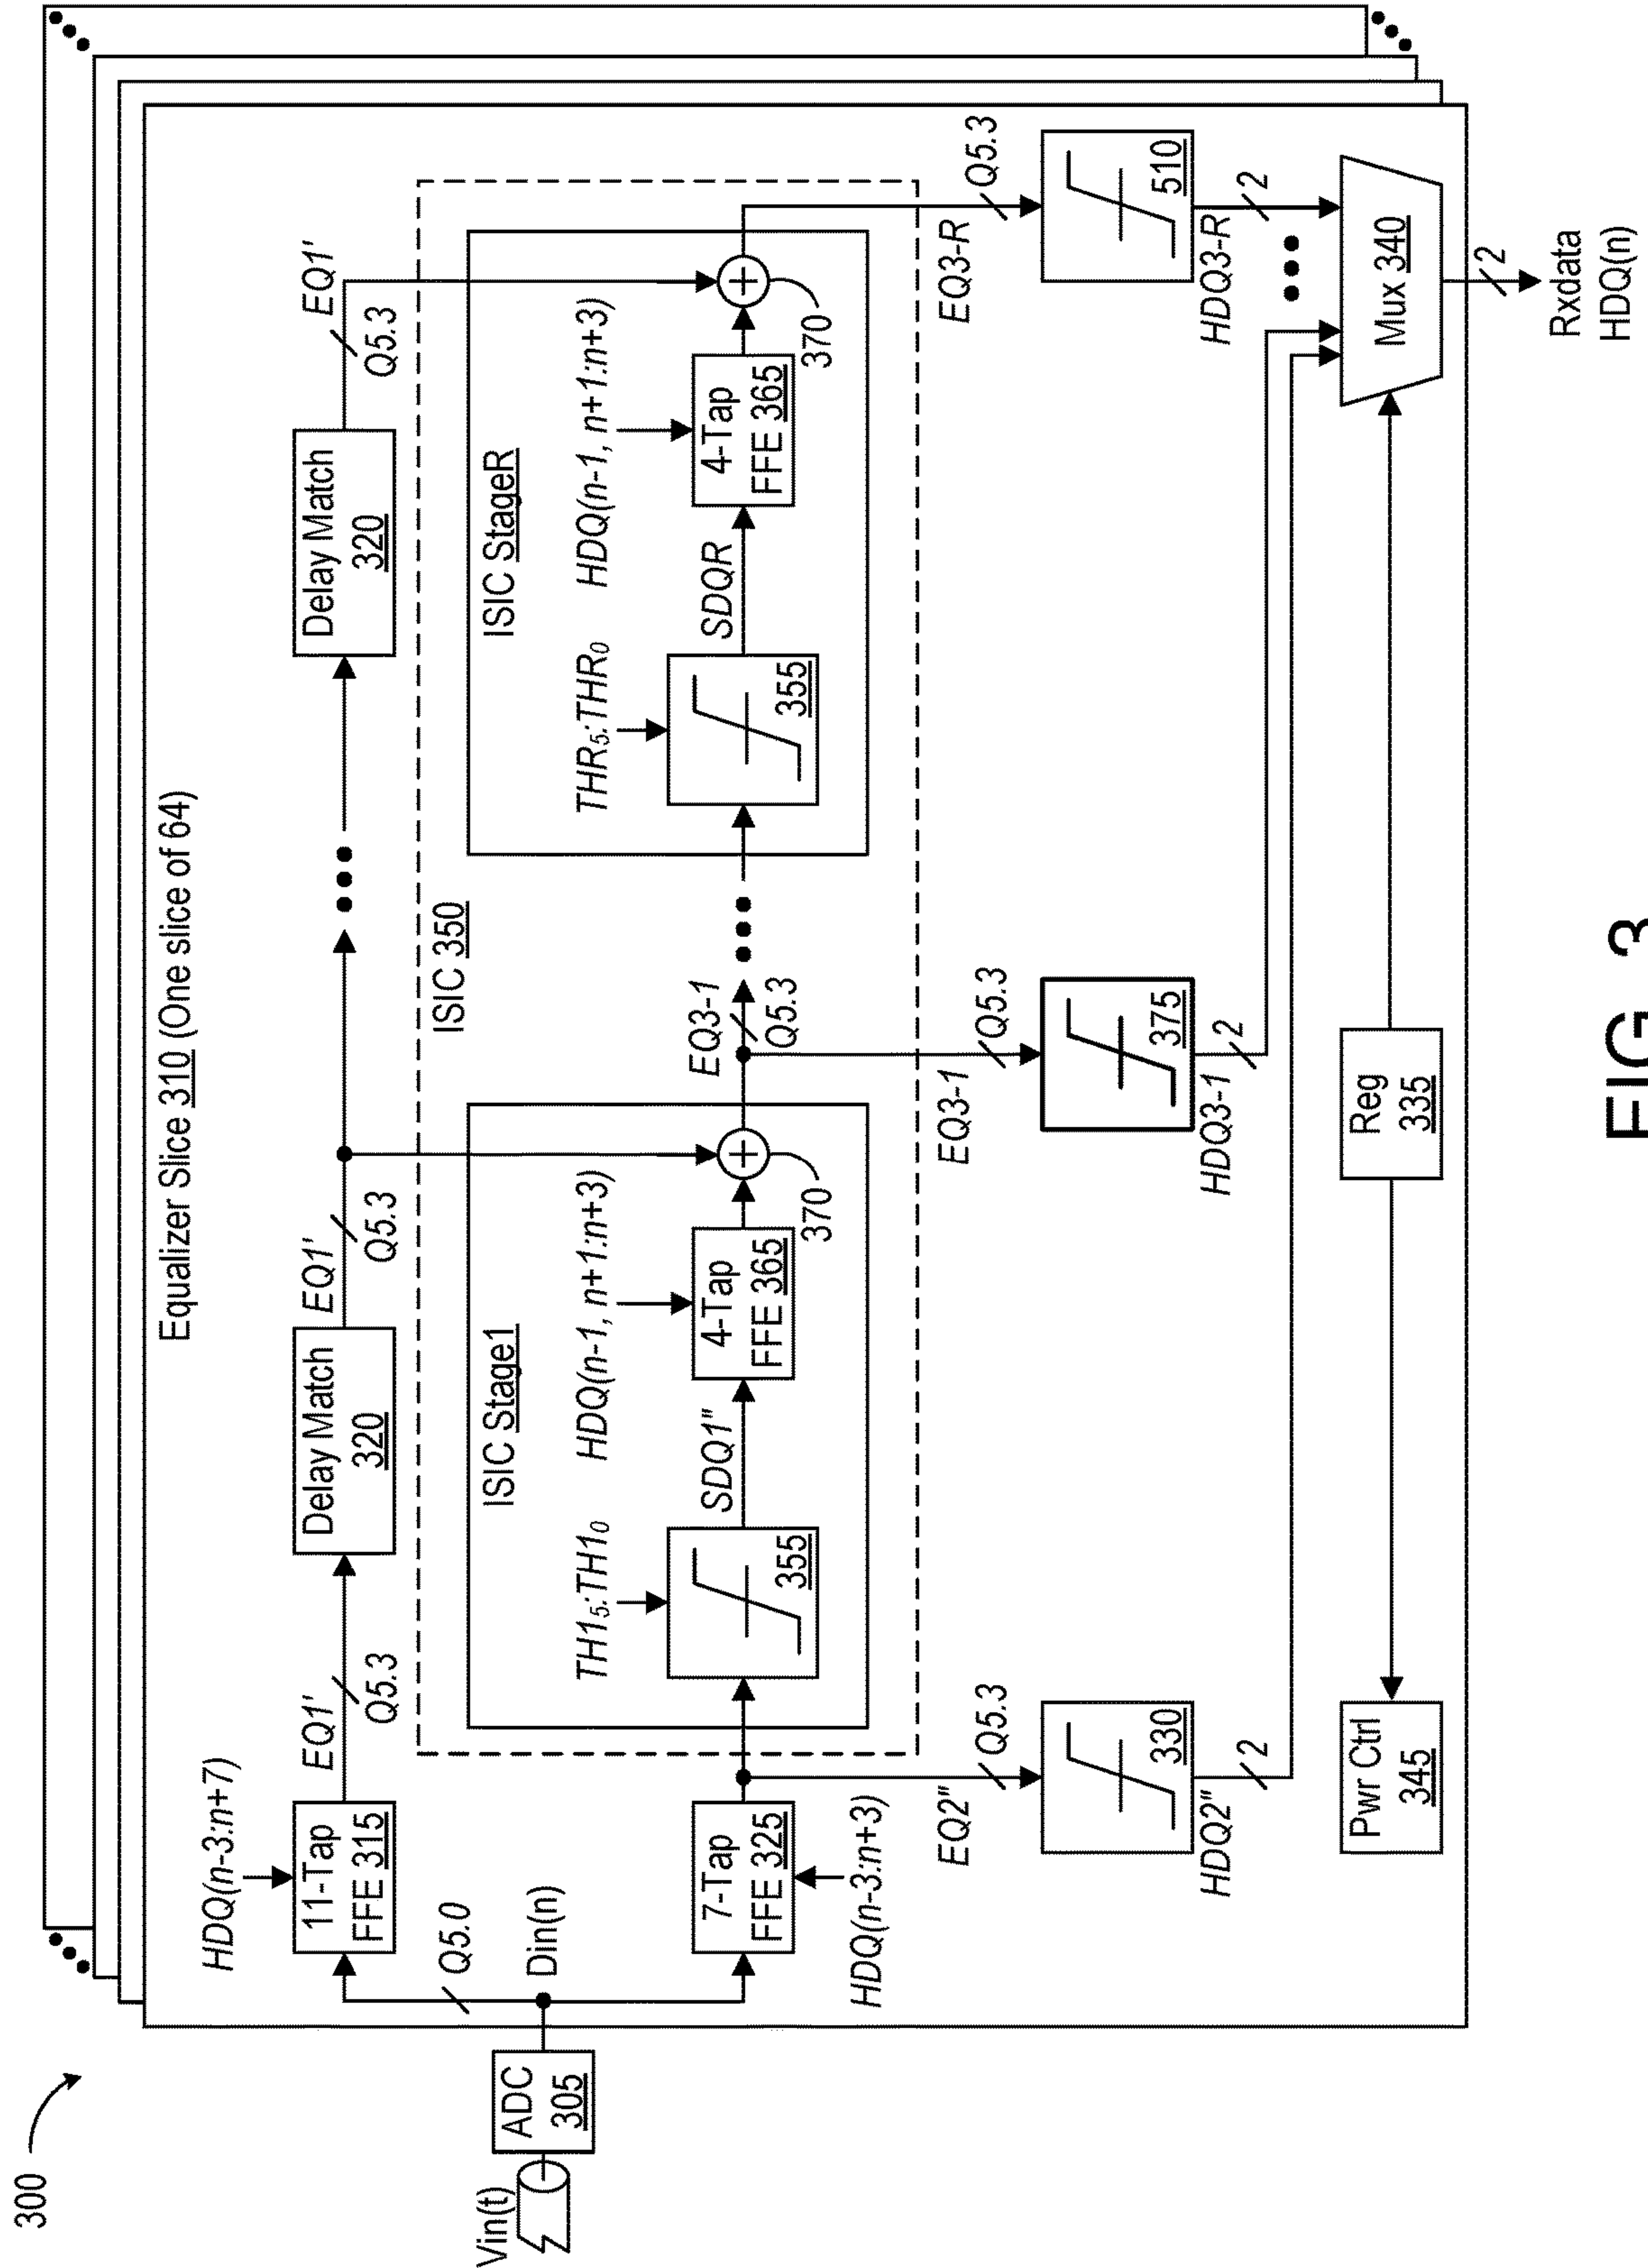 300
Equalizer Slice 310 (One slice of 64)
HDQ(n-3:n+7)
11-Tap
FFE 315
EQ1'
Q5.3
Delay Match
320
EQ1'
Q5.3
Delay Match
320
EQ1'
Q5.3
Vin(t)
ADC
305
Q5.0
Din(n)
ISIC 350
ISIC Stage1
TH1₅:TH1₀
HDQ(n-1, n+1:n+3)
355
SDQ1"
4-Tap
FFE 365
370
EQ3-1
Q5.3
ISIC StageR
THR₅:THR₀
HDQ(n-1, n+1:n+3)
355
SDQR
4-Tap
FFE 365
370
7-Tap
FFE 325
HDQ(n-3:n+3)
EQ2"
Q5.3
330
HDQ2"
2
EQ3-1
Q5.3
375
HDQ3-1
2
EQ3-R
Q5.3
510
HDQ3-R
2
Pwr Ctrl
345
Reg
335
Mux 340
2
Rxdata
HDQ(n)
FIG. 3